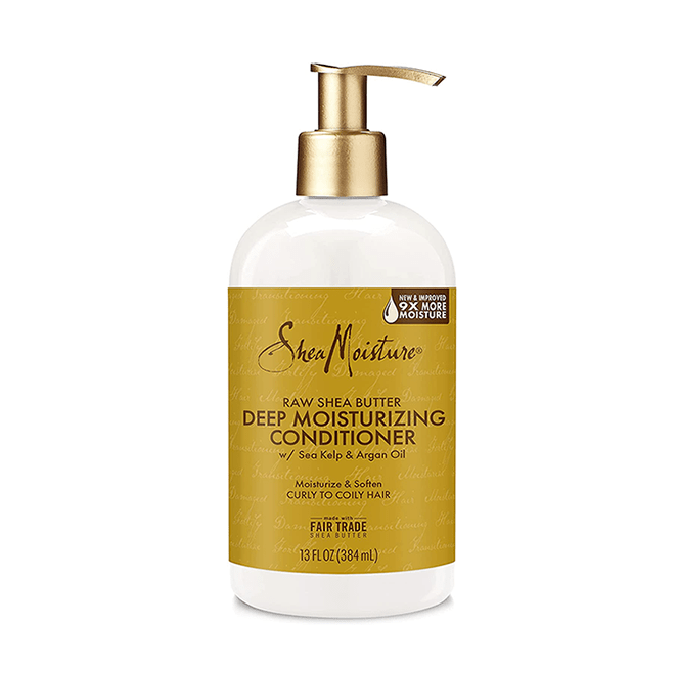 NEW & IMPROVED
9X MORE
MOISTURE
SheaMoisture®
RAW SHEA BUTTER
DEEP MOISTURIZING
CONDITIONER
w/ Sea Kelp & Argan Oil
Moisturize & Soften
CURLY TO COILY HAIR
made with
FAIR TRADE
SHEA BUTTER
13 FL OZ (384 mL)